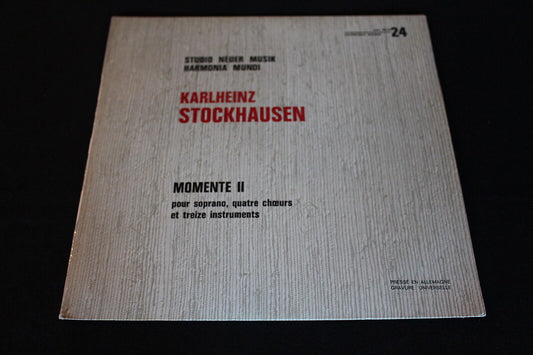 24
STUDIO NEUER MUSIK
HARMONIA MUNDI
KARLHEINZ
STOCKHAUSEN
MOMENTE II
pour soprano, quatre chœurs
et treize instruments
PRESSÉ EN ALLEMAGNE
GRAVURE UNIVERSELLE